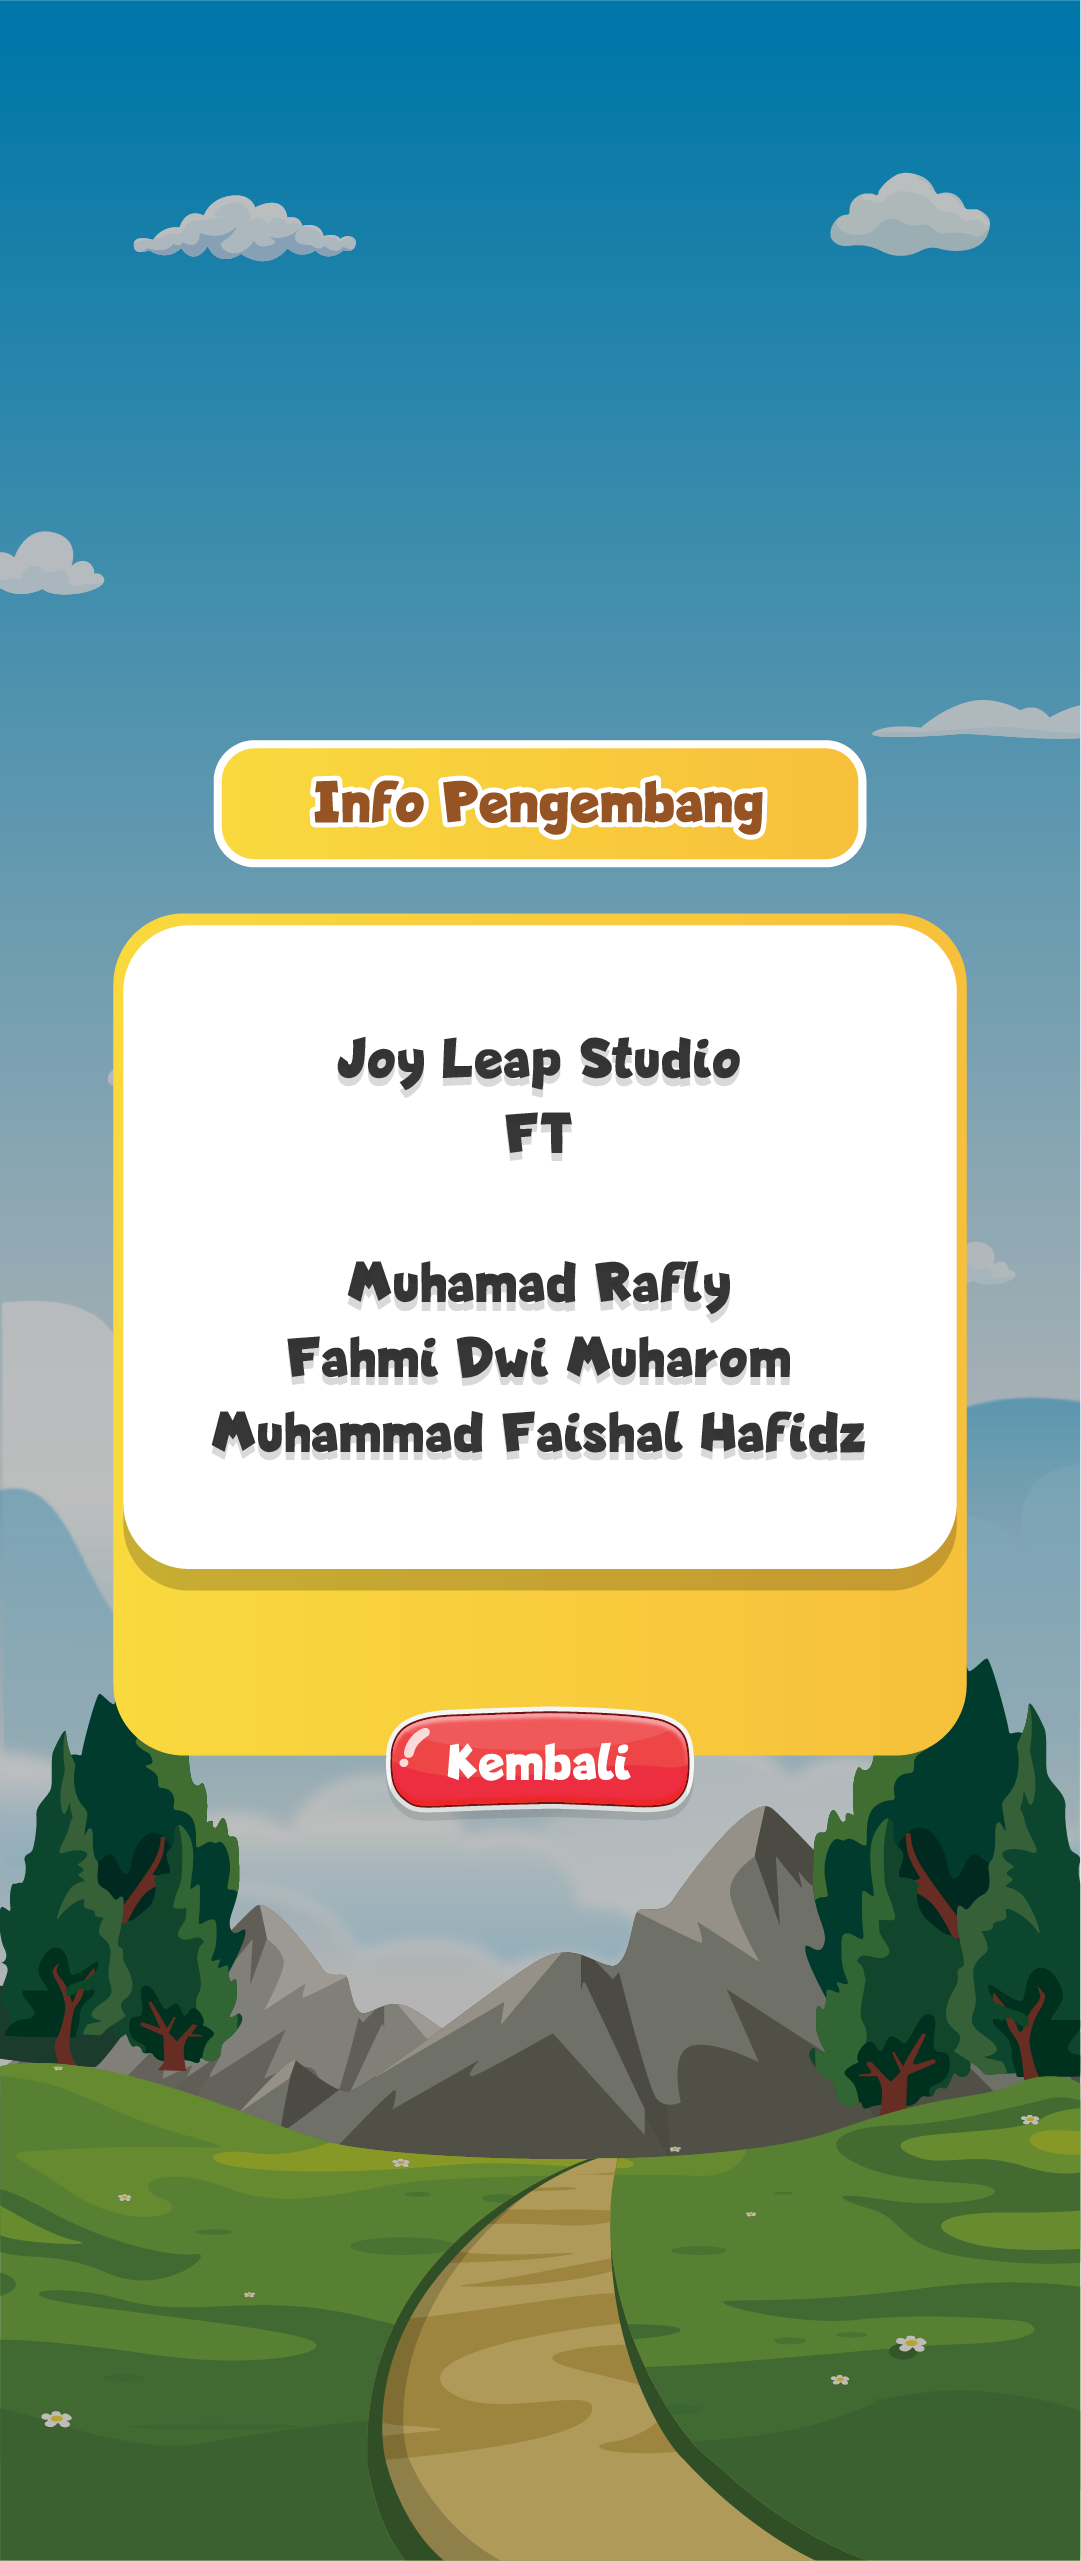 Info Pengembang
Joy Leap Studio
FT
Muhamad Rafly
Fahmi Dwi Muharom
Muhammad Faishal Hafidz
Kembali